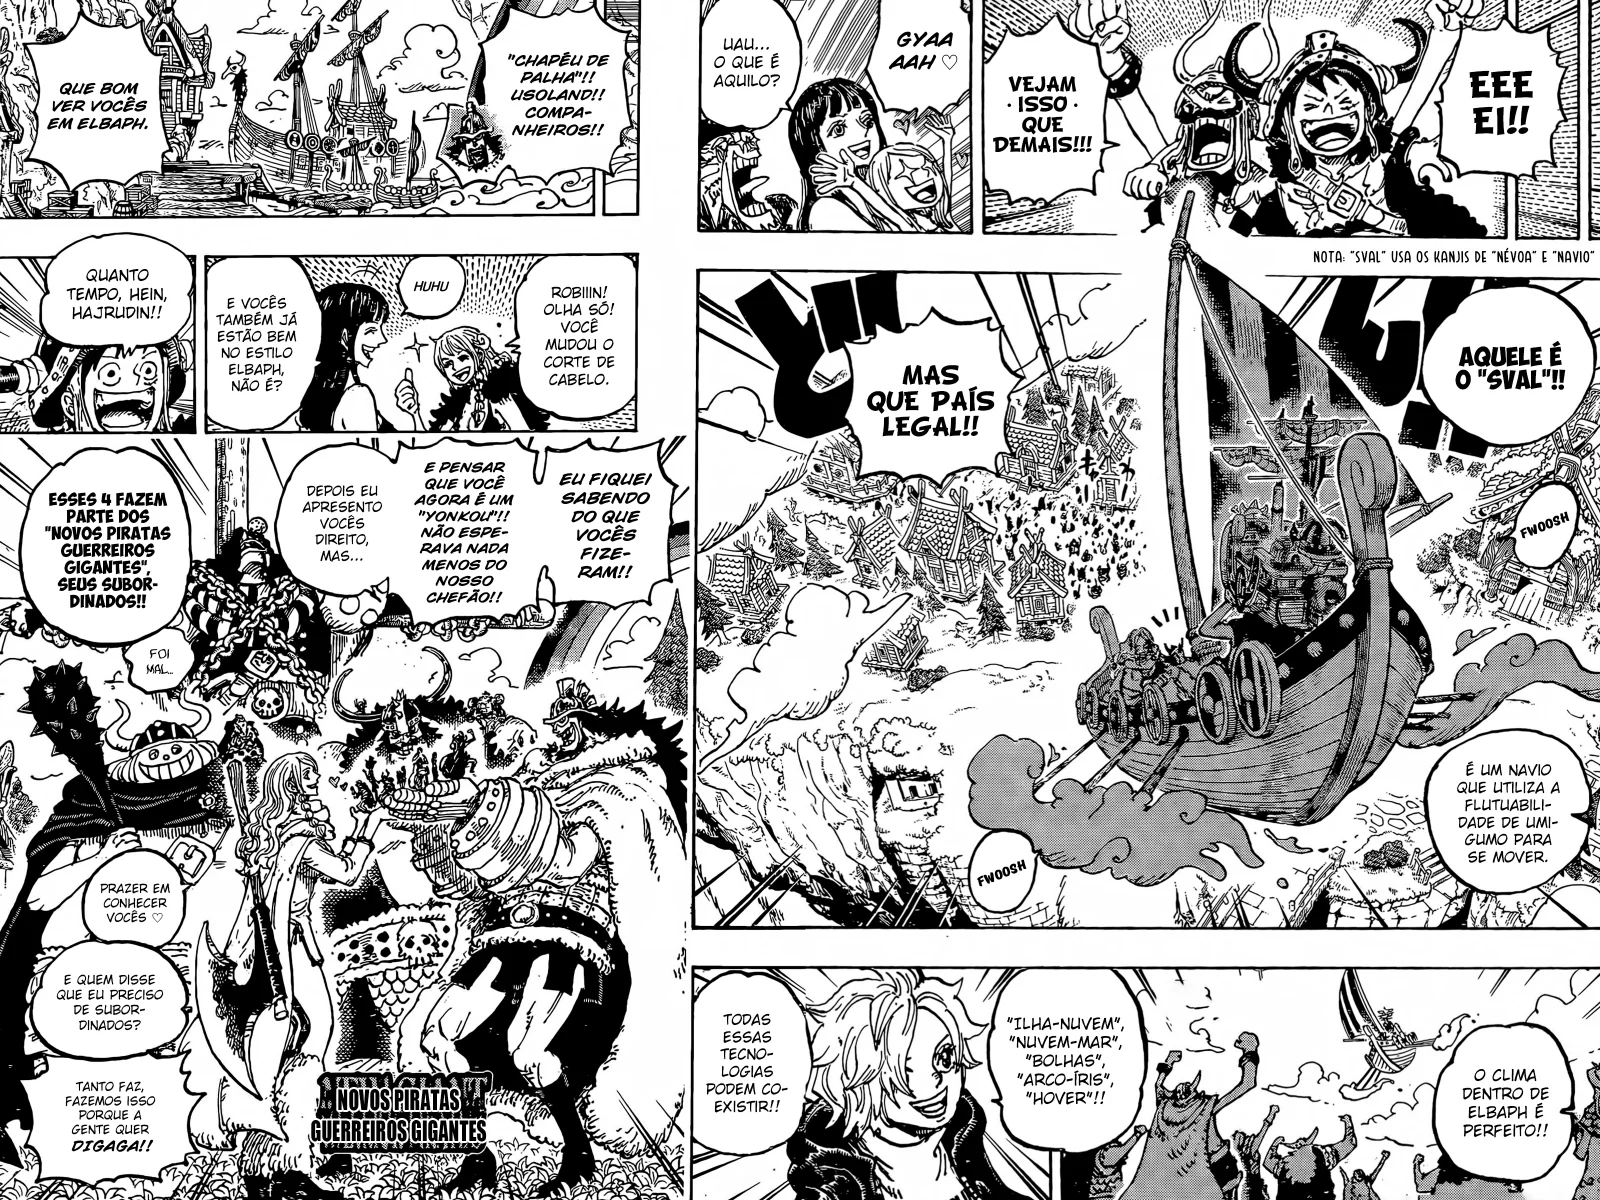 EEE
EI!!
VEJAM
· ISSO ·
QUE
DEMAIS!!!
GYAA
AAH ♡
UAU...
O QUE É
AQUILO?
NOTA: "SVAL" USA OS KANJIS DE "NÉVOA" E "NAVIO"
AQUELE É
O "SVAL"!!
MAS
QUE PAÍS
LEGAL!!
FWOOSH
É UM NAVIO
QUE UTILIZA A
FLUTUABILI-
DADE DE UMI-
GUMO PARA
SE MOVER.
FWOOSH
O CLIMA
DENTRO DE
ELBAPH É
PERFEITO!!
"ILHA-NUVEM",
"NUVEM-MAR",
"BOLHAS",
"ARCO-ÍRIS",
"HOVER"!!
TODAS
ESSAS
TECNO-
LOGIAS
PODEM CO-
EXISTIR!!
"CHAPÉU DE
PALHA"!!
USOLAND!!
COMPA-
NHEIROS!!
QUE BOM
VER VOCÊS
EM ELBAPH.
ROBIIIN!
OLHA SÓ!
VOCÊ
MUDOU O
CORTE DE
CABELO.
HUHU
E VOCÊS
TAMBÉM JÁ
ESTÃO BEM
NO ESTILO
ELBAPH,
NÃO É?
QUANTO
TEMPO, HEIN,
HAJRUDIN!!
EU FIQUEI
SABENDO
DO QUE
VOCÊS
FIZE-
RAM!!
E PENSAR
QUE VOCÊ
AGORA É UM
"YONKOU"!!
NÃO ESPE-
RAVA NADA
MENOS DO
NOSSO
CHEFÃO!!
DEPOIS EU
APRESENTO
VOCÊS
DIREITO,
MAS...
ESSES 4 FAZEM
PARTE DOS
"NOVOS PIRATAS
GUERREIROS
GIGANTES",
SEUS SUBOR-
DINADOS!!
FOI
MAL..
PRAZER EM
CONHECER
VOCÊS ♡
E QUEM DISSE
QUE EU PRECISO
DE SUBOR-
DINADOS?
TANTO FAZ,
FAZEMOS ISSO
PORQUE A
GENTE QUER
DIGAGA!!
NOVOS PIRATAS
GUERREIROS GIGANTES